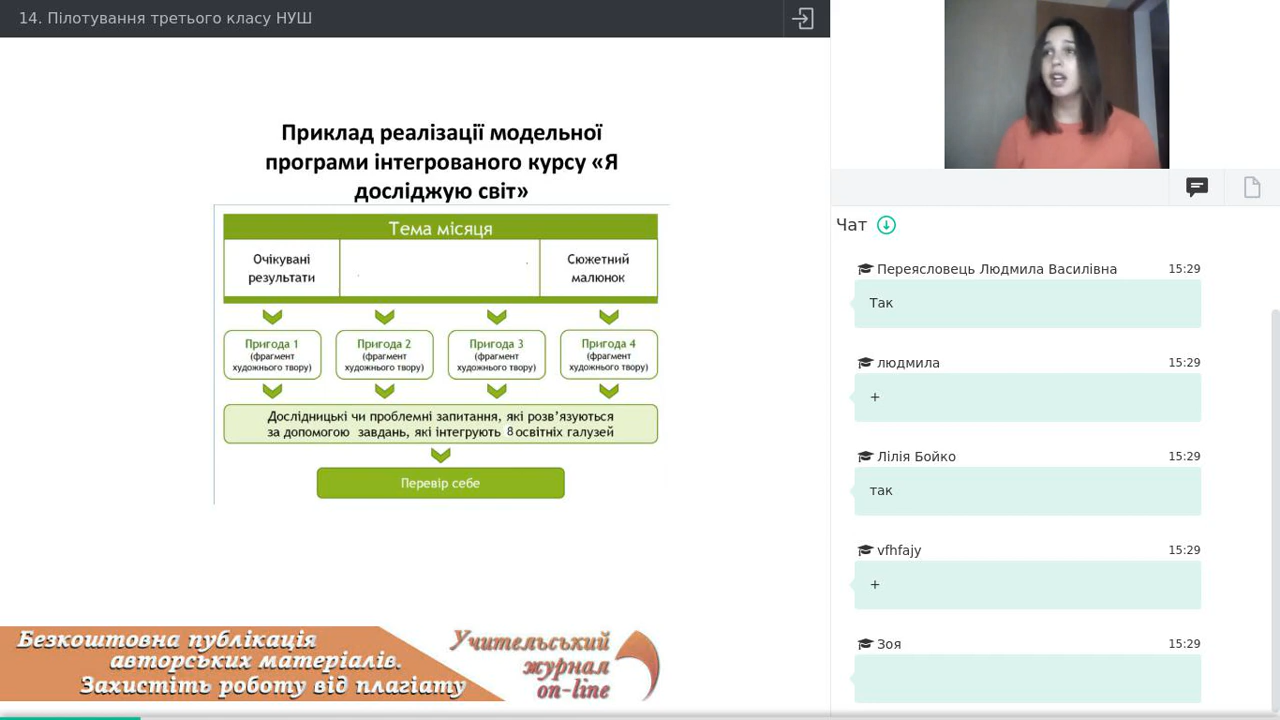 14. Пілотування третього класу НУШ
Приклад реалізації модельної
програми інтегрованого курсу «Я
досліджую світ»
Тема місяця
Очікувані
результати
Сюжетний
малюнок
Пригода 1
(фрагмент
художнього твору)
Пригода 2
(фрагмент
художнього твору)
Пригода 3
(фрагмент
художнього твору)
Пригода 4
(фрагмент
художнього твору)
Дослідницькі чи проблемні запитання, які розв’язуються
за допомогою завдань, які інтегрують 8 освітніх галузей
Перевір себе
Безкоштовна публікація
авторських матеріалів.
Захистіть роботу від плагіату
Учительський
журнал
on-line
Чат
Переясловець Людмила Василівна 15:29
Так
людмила 15:29
+
Лілія Бойко 15:29
так
vfhfajy 15:29
+
Зоя 15:29